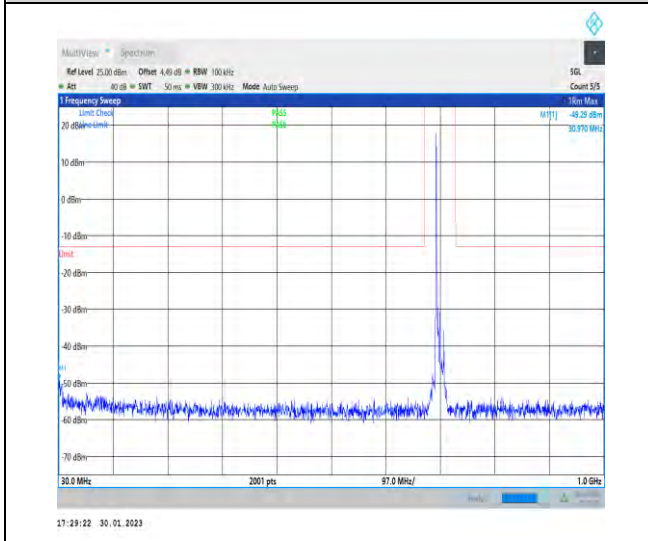 MultiView Spectrum
Ref Level 25.00 dBm Offset 4.49 dB RBW 100 kHz SGL
Att 40 dB SWT 50 ms VBW 300 kHz Mode Auto Sweep Count 5/5
1 Frequency Sweep 1Rm Max
Limit Check PASS M1[1] -49.29 dBm
20 dBm Line Limit PASS 30.970 MHz
10 dBm
0 dBm
-10 dBm
Limit
-20 dBm
-30 dBm
-40 dBm
M1
-50 dBm
-60 dBm
-70 dBm
30.0 MHz 2001 pts 97.0 MHz/ 1.0 GHz
17:29:22 30.01.2023